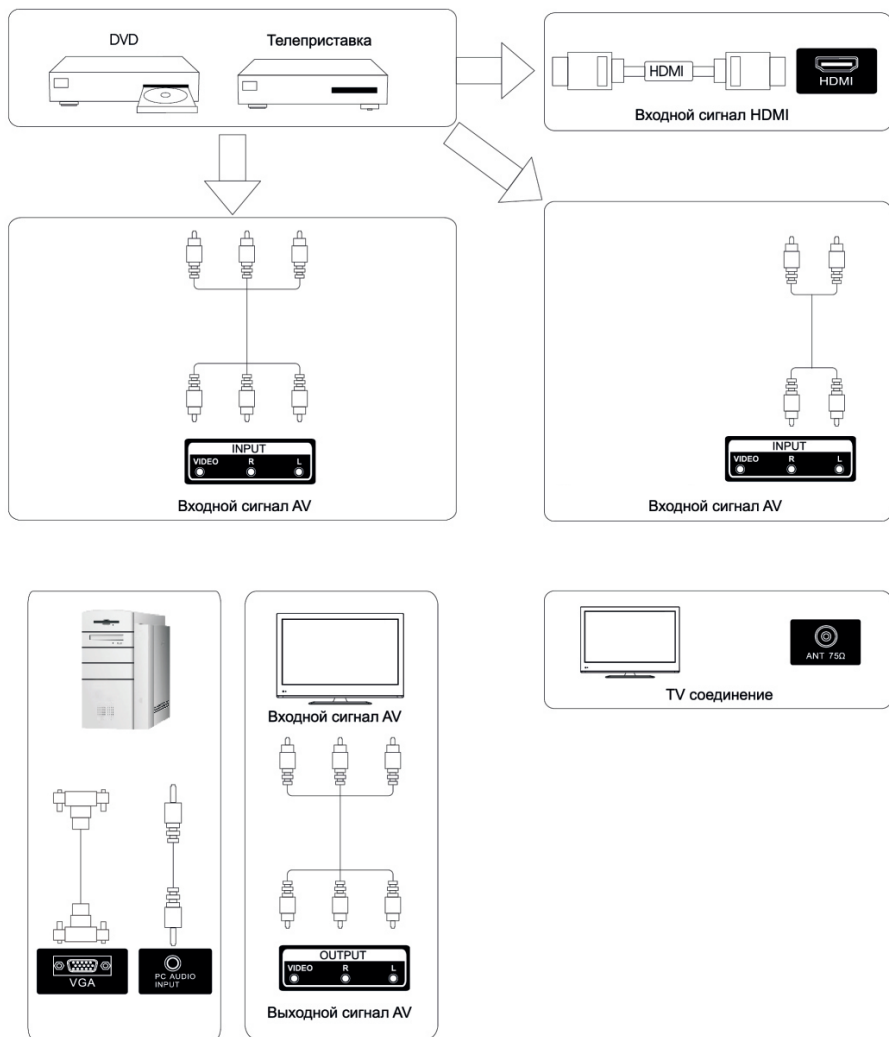 DVD
Телеприставка
HDMI
HDMI
Входной сигнал HDMI
INPUT
VIDEO R L
Входной сигнал AV
INPUT
VIDEO R L
Входной сигнал AV
VGA
PC AUDIO
INPUT
Входной сигнал AV
OUTPUT
VIDEO R L
Выходной сигнал AV
ANT 75Ω
TV соединение